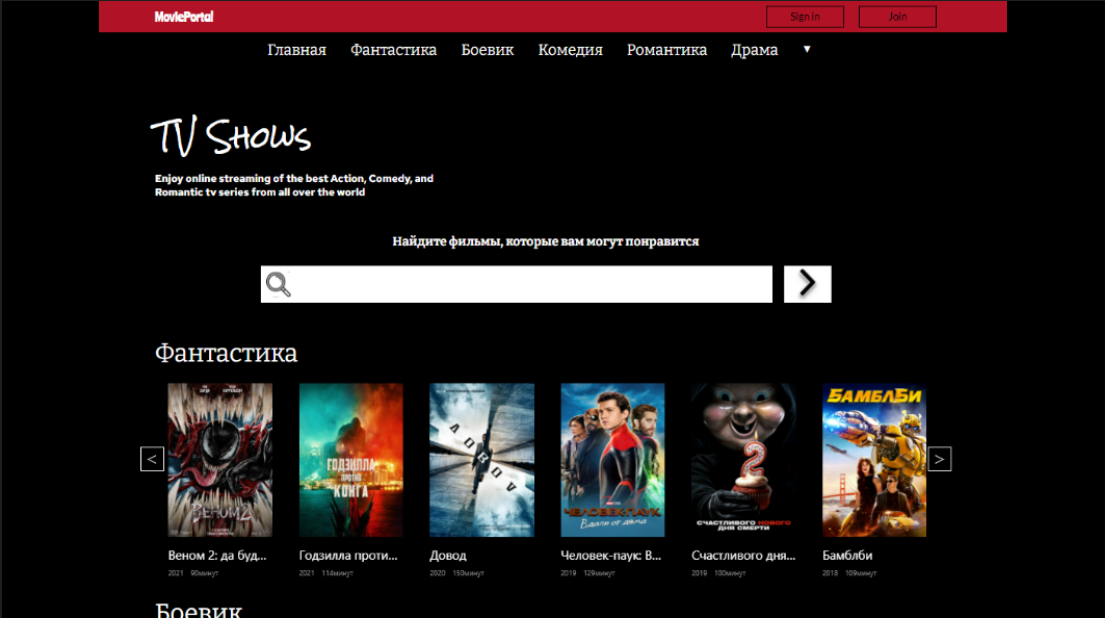 MoviePortal
Sign in
Join
Главная Фантастика Боевик Комедия Романтика Драма ▼
TV Shows
Enjoy online streaming of the best Action, Comedy, and
Romantic tv series from all over the world
Найдите фильмы, которые вам могут понравится
Фантастика
ВЕНОМ 2
ГОДЗИЛЛА
ПРОТИВ
КОНГА
ДОВОД
ЧЕЛОВЕК-ПАУК
Вдали от дома
2
СЧАСТЛИВОГО НОВОГО
ДНЯ СМЕРТИ
БАМБЛБИ
<
>
Веном 2: да буд...
2021 90минут
Годзилла проти...
2021 114минут
Довод
2020 150минут
Человек-паук: В...
2019 129минут
Счастливого дня...
2019 100минут
Бамблби
2018 109минут
Боевик